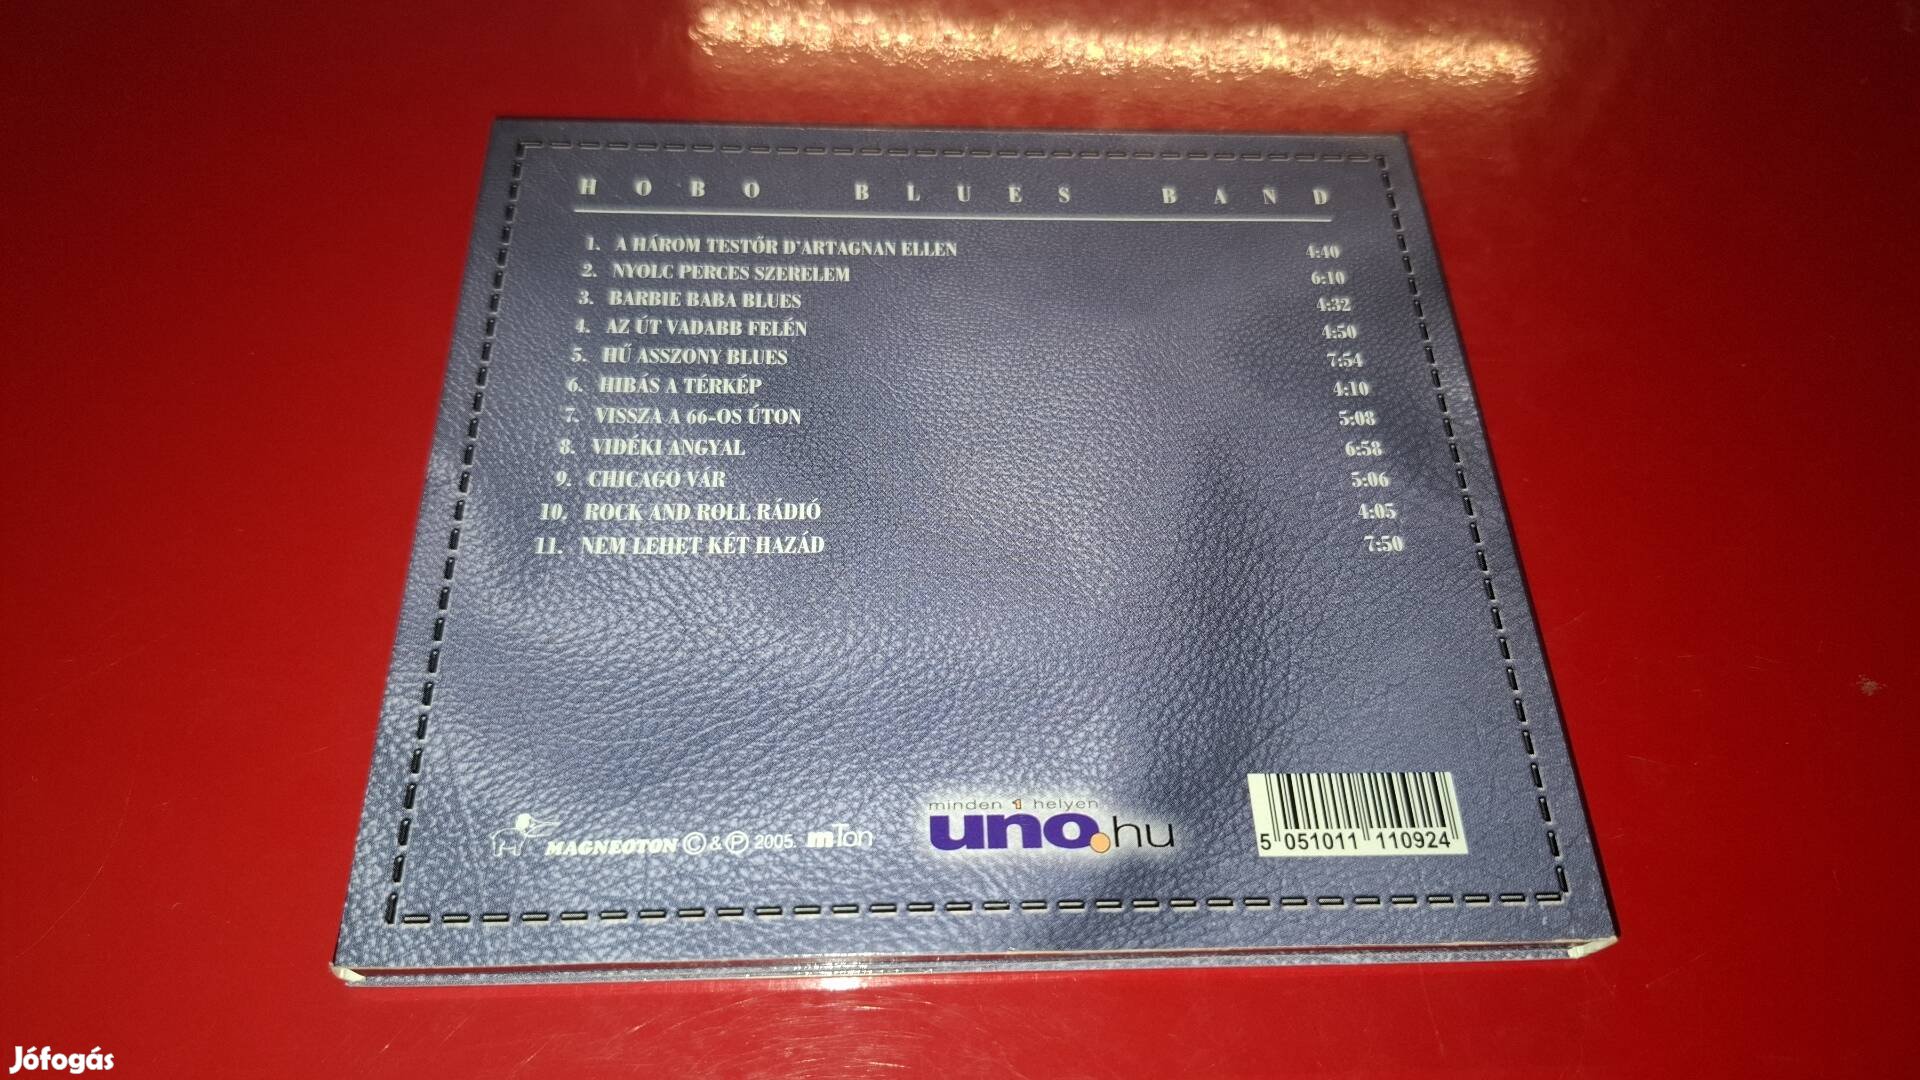 HOBO BLUES BAND
1. A HÁROM TESTŐR D'ARTAGNAN ELLEN 4:40
2. NYOLC PERCES SZERELEM 6:10
3. BARBIE BABA BLUES 4:32
4. AZ ÚT VADABB FELÉN 4:50
5. HŰ ASSZONY BLUES 7:54
6. HIBÁS A TÉRKÉP 4:10
7. VISSZA A 66-OS ÚTON 5:08
8. VIDÉKI ANGYAL 6:58
9. CHICAGO VÁR 5:06
10. ROCK AND ROLL RÁDIÓ 4:05
11. NEM LEHET KÉT HAZÁD 7:50
MAGNEOTON © & ℗ 2005. mTon
minden 1 helyen
uno.hu
5 051011 110924
Jófogás